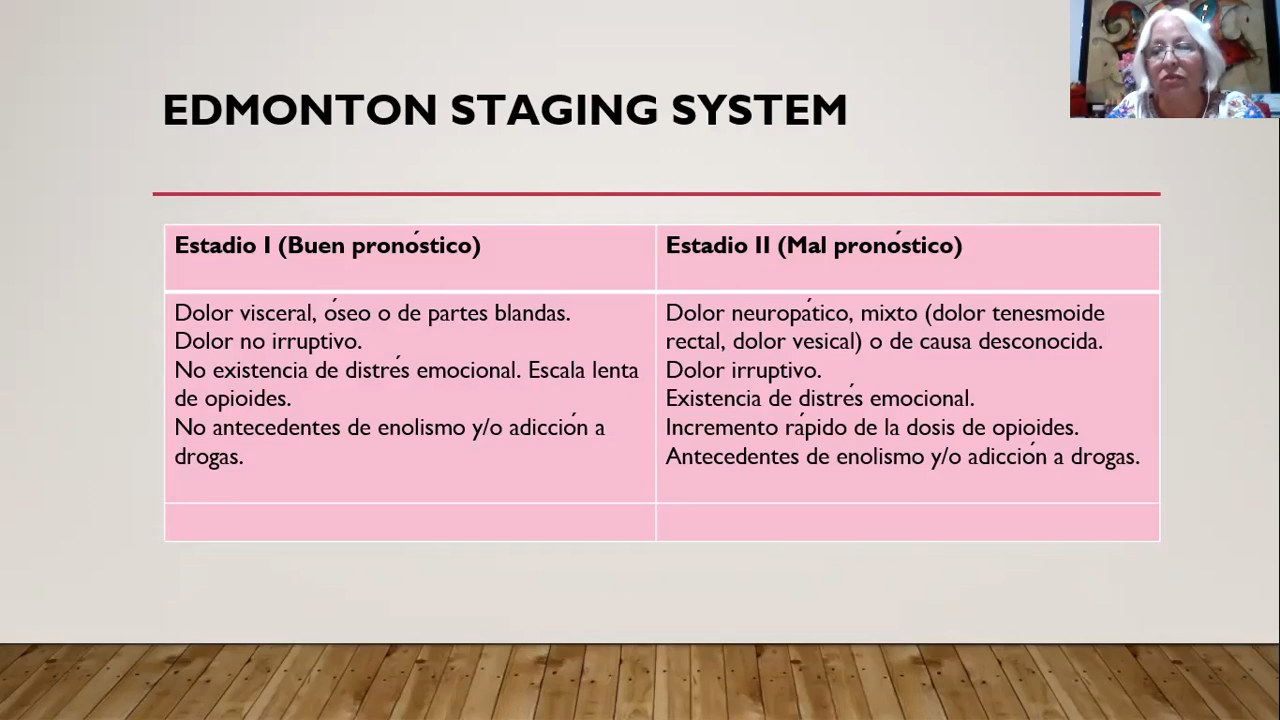 EDMONTON STAGING SYSTEM
Estadio I (Buen pronóstico)
Estadio II (Mal pronóstico)
Dolor visceral, óseo o de partes blandas.
Dolor no irruptivo.
No existencia de distrés emocional. Escala lenta
de opioides.
No antecedentes de enolismo y/o adicción a
drogas.
Dolor neuropático, mixto (dolor tenesmoide
rectal, dolor vesical) o de causa desconocida.
Dolor irruptivo.
Existencia de distrés emocional.
Incremento rápido de la dosis de opioides.
Antecedentes de enolismo y/o adicción a drogas.